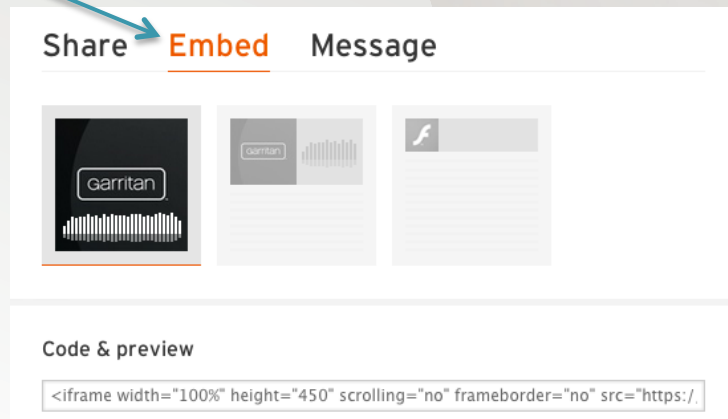 Share Embed Message
Garritan
Garritan
Code & preview
<iframe width="100%" height="450" scrolling="no" frameborder="no" src="https:/